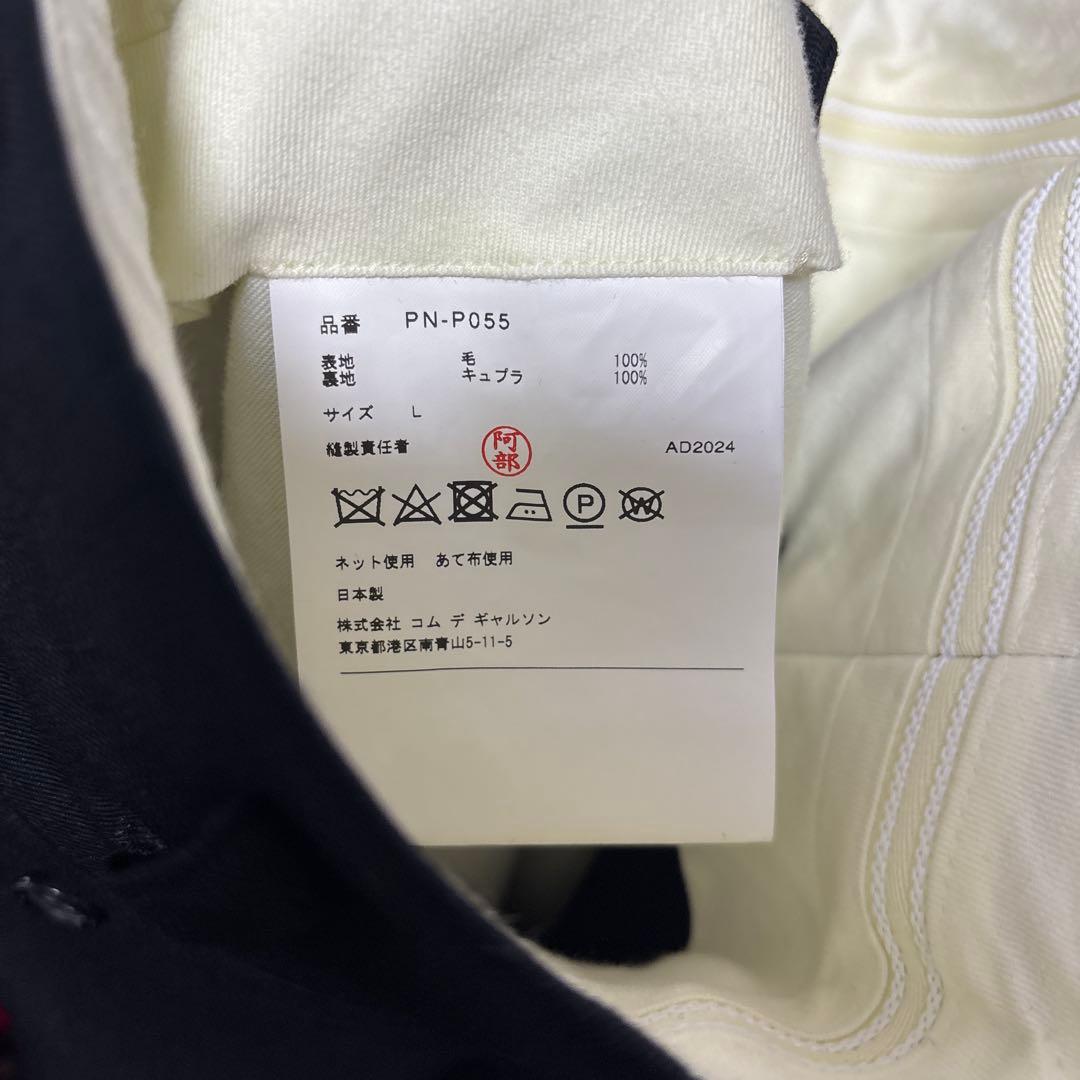 品番 PN-P055
表地 毛 100%
裏地 キュプラ 100%
サイズ L
縫製責任者 阿部 AD2024
P W
ネット使用 あて布使用
日本製
株式会社 コム デ ギャルソン
東京都港区南青山5-11-5